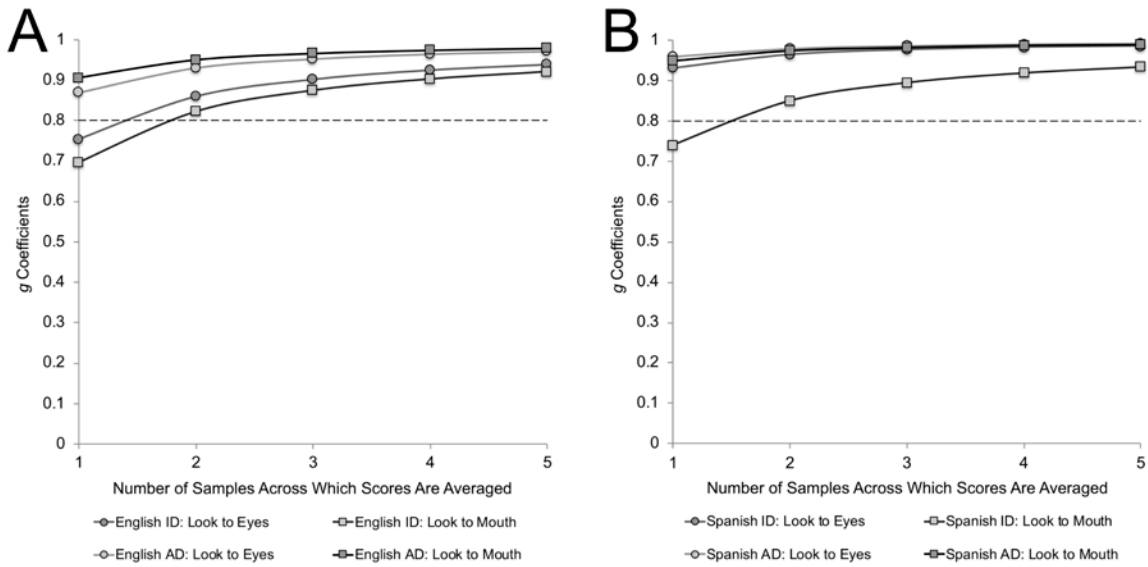 A
1
0.9
0.8
0.7
0.6
0.5
0.4
0.3
0.2
0.1
0
g Coefficients
1 2 3 4 5
Number of Samples Across Which Scores Are Averaged
English ID: Look to Eyes English ID: Look to Mouth
English AD: Look to Eyes English AD: Look to Mouth
B
1
0.9
0.8
0.7
0.6
0.5
0.4
0.3
0.2
0.1
0
g Coefficients
1 2 3 4 5
Number of Samples Across Which Scores Are Averaged
Spanish ID: Look to Eyes Spanish ID: Look to Mouth
Spanish AD: Look to Eyes Spanish AD: Look to Mouth